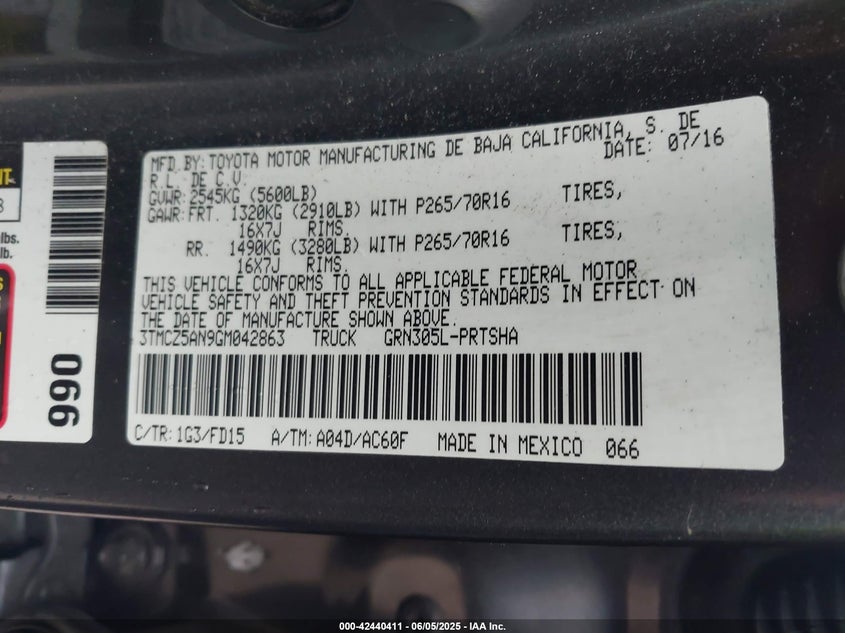 MFD.BY:TOYOTA MOTOR MANUFACTURING DE BAJA CALIFORNIA, S. DE
R.L. DE C.V. DATE: 07/16
GVWR:2545KG (5600LB)
GAWR:FRT. 1320KG (2910LB) WITH P265/70R16 TIRES,
16X7J RIMS.
RR. 1490KG (3280LB) WITH P265/70R16 TIRES,
16X7J RIMS.
THIS VEHICLE CONFORMS TO ALL APPLICABLE FEDERAL MOTOR
VEHICLE SAFETY AND THEFT PREVENTION STANDARDS IN EFFECT ON
THE DATE OF MANUFACTURE SHOWN ABOVE.
3TMCZ5AN9GM042863 TRUCK GRN305L-PRTSHA
C/TR:1G3/FD15 A/TM:A04D/AC60F MADE IN MEXICO 066
lbs.
lb.
066
000-42440411 - 06/05/2025 - IAA Inc.